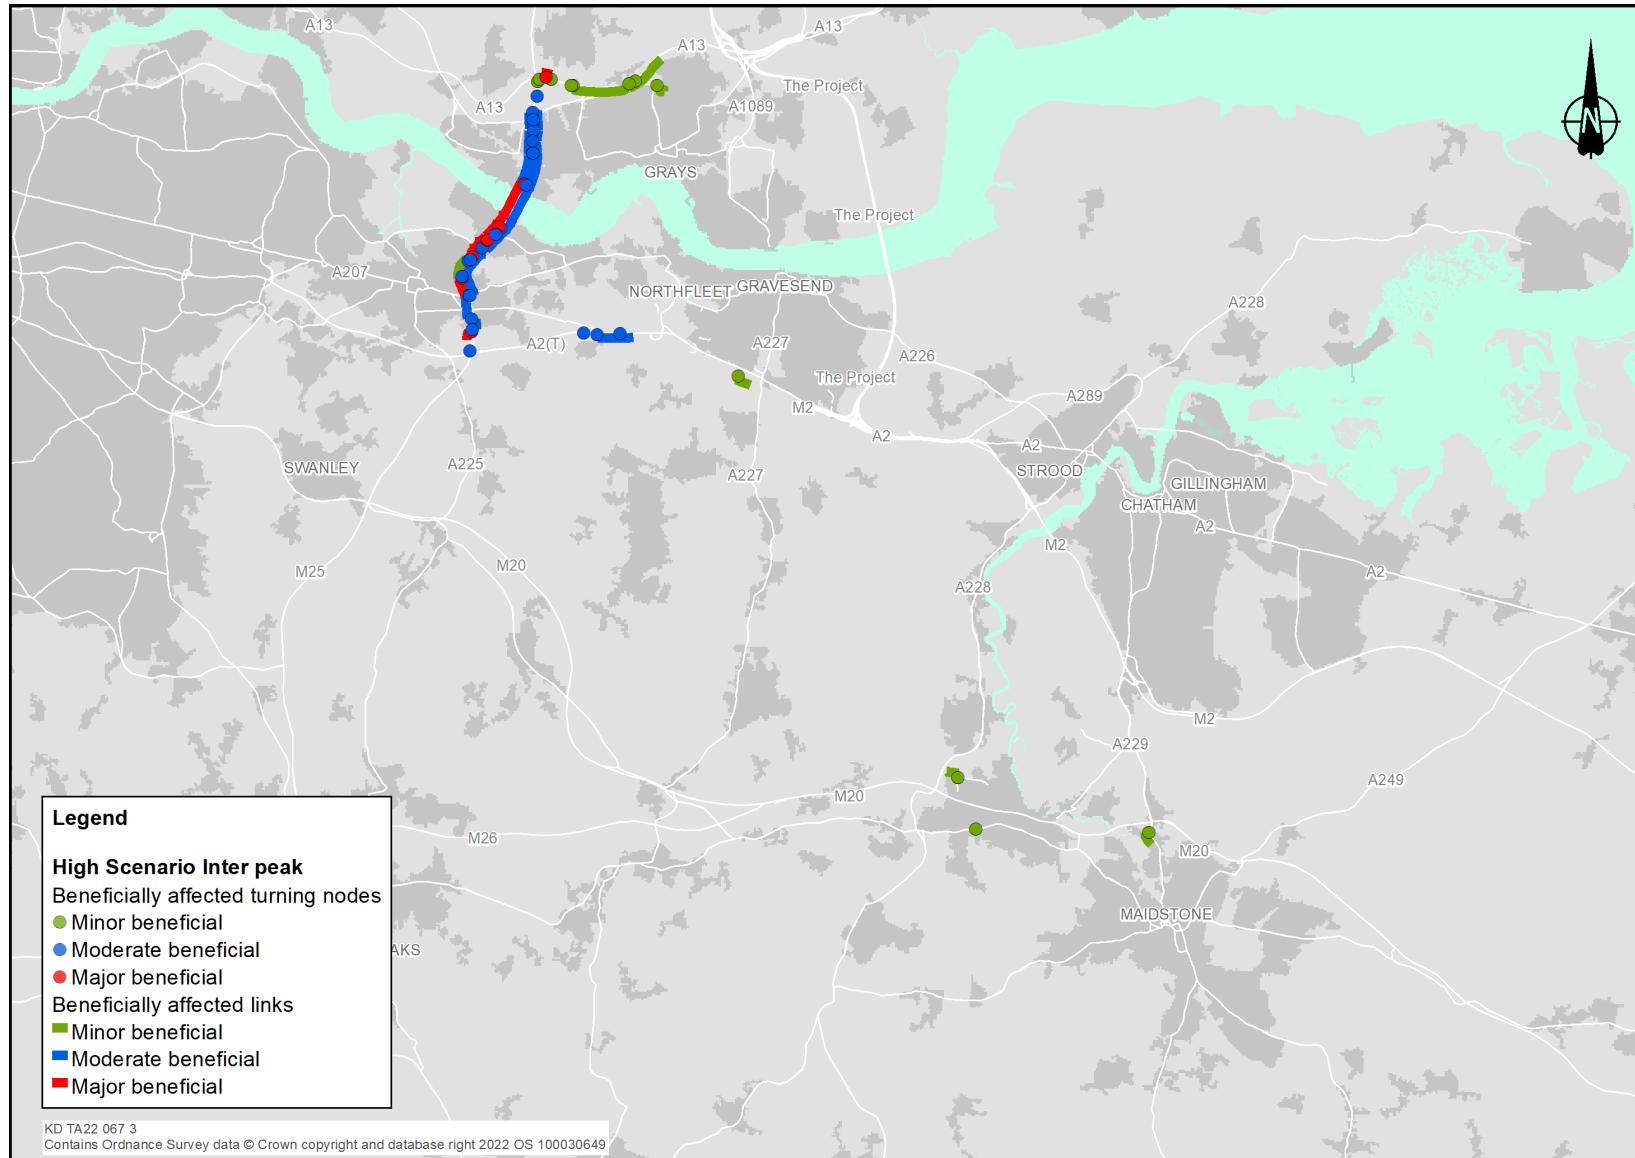 A13
A13
A13
The Project
A13
A1089
GRAYS
The Project
A207
NORTHFLEET
GRAVESEND
A228
A2(T)
A227
A226
The Project
A289
M2
A2
A2
SWANLEY
A225
A227
STROOD
GILLINGHAM
CHATHAM
A2
M2
M25
M20
A228
A2
M2
A229
A249
M20
M26
M20
MAIDSTONE
AKS
N
Legend
High Scenario Inter peak
Beneficially affected turning nodes
Minor beneficial
Moderate beneficial
Major beneficial
Beneficially affected links
Minor beneficial
Moderate beneficial
Major beneficial
KD TA22 067 3
Contains Ordnance Survey data © Crown copyright and database right 2022 OS 100030649